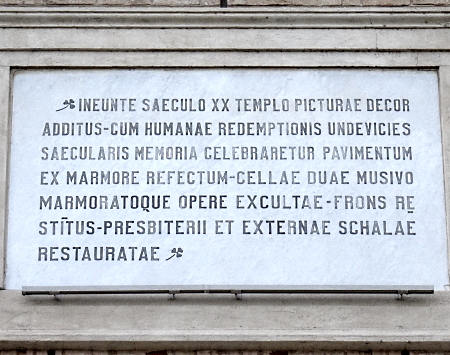 INEUNTE SAECULO XX TEMPLO PICTURAE DECOR
ADDITUS-CUM HUMANAE REDEMPTIONIS UNDEVICIES
SAECULARIS MEMORIA CELEBRARETUR PAVIMENTUM
EX MARMORE REFECTUM-CELLAE DUAE MUSIVO
MARMORATOQUE OPERE EXCULTAE-FRONS RĒ
STĪTUS-PRESBITERII ET EXTERNAE SCHALAE
RESTAURATAE